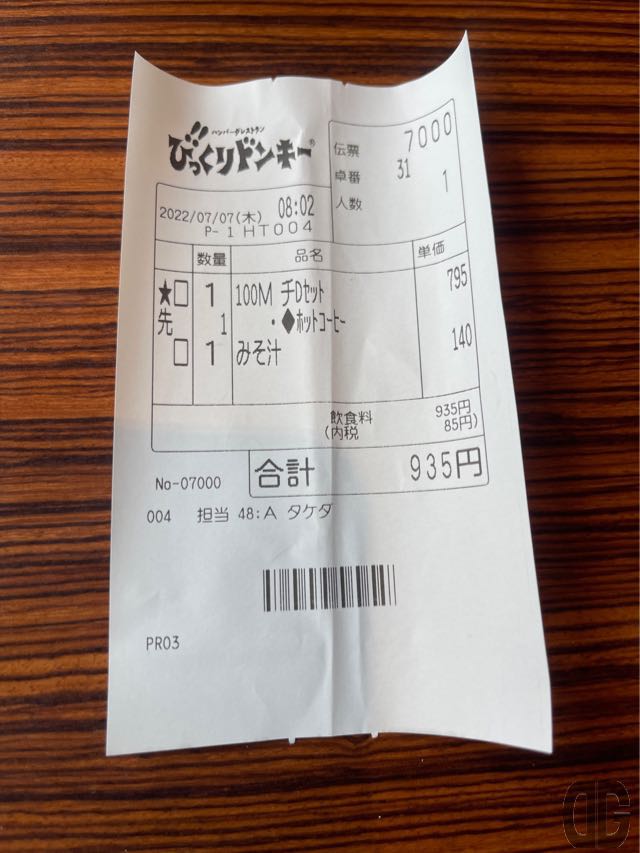 ハンバーグレストラン
びっくりドンキー®
伝票 7000
卓番 31
人数 1
2022/07/07(木) 08:02
P- 1 HT004
数量 品名 単価
★□ 1 100M チDセット 795
先 1 ・◆ホットコーヒー
□ 1 みそ汁 140
飲食料 935円
(内税 85円)
合計 935円
No-07000
004 担当 48:A タケダ
PR03